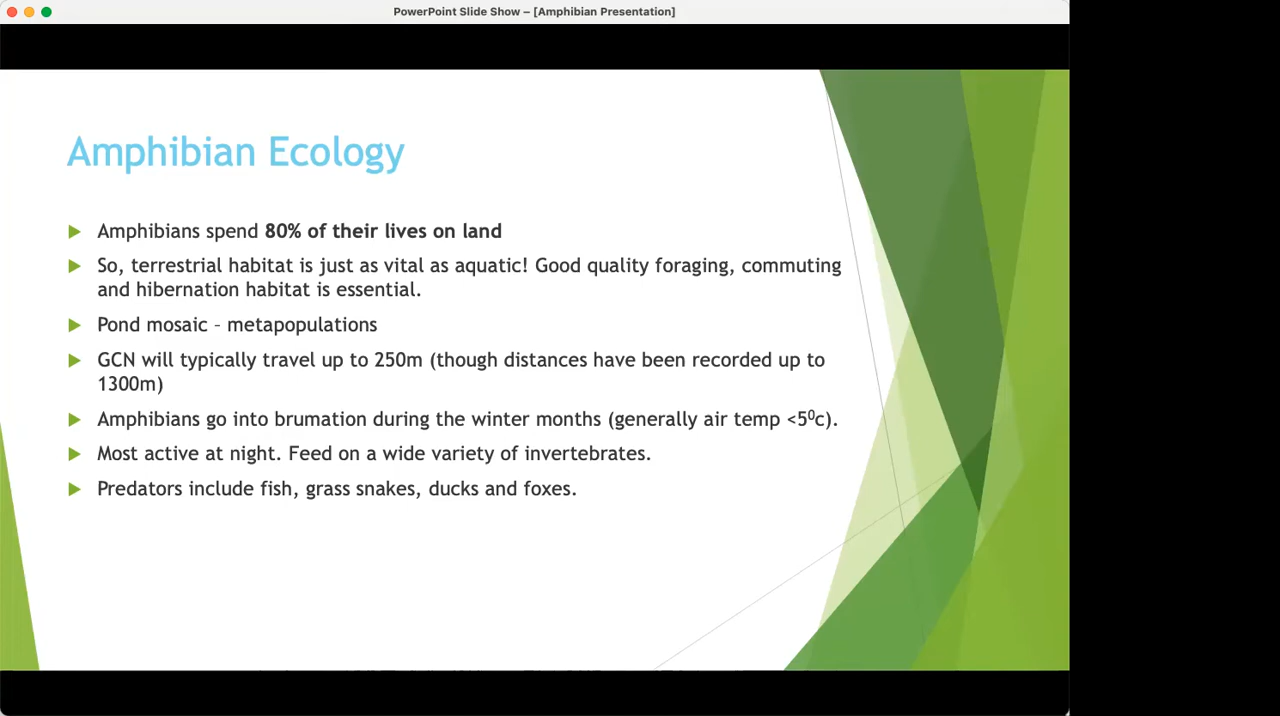 PowerPoint Slide Show – [Amphibian Presentation]
Amphibian Ecology
Amphibians spend 80% of their lives on land
So, terrestrial habitat is just as vital as aquatic! Good quality foraging, commuting
and hibernation habitat is essential.
Pond mosaic – metapopulations
GCN will typically travel up to 250m (though distances have been recorded up to
1300m)
Amphibians go into brumation during the winter months (generally air temp <5⁰c).
Most active at night. Feed on a wide variety of invertebrates.
Predators include fish, grass snakes, ducks and foxes.